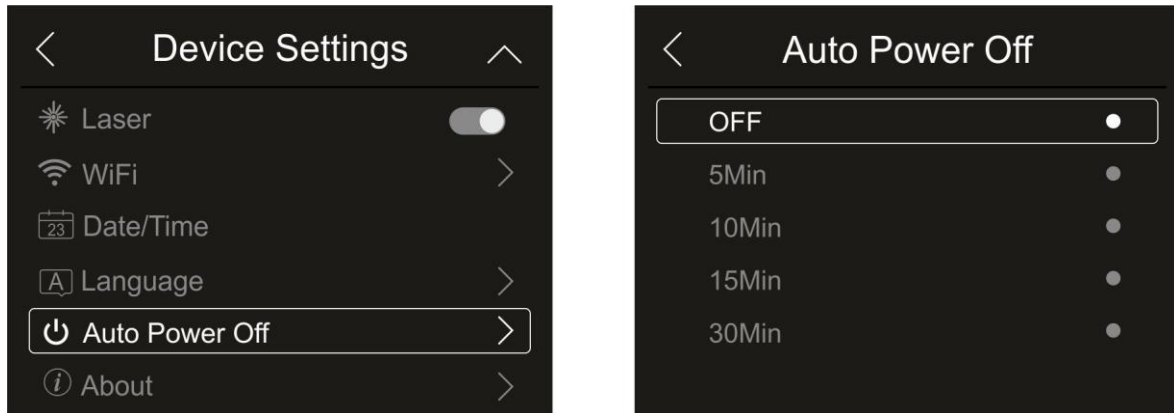 Device Settings
Laser
WiFi
23 Date/Time
A Language
Auto Power Off
i About
Auto Power Off
OFF
5Min
10Min
15Min
30Min